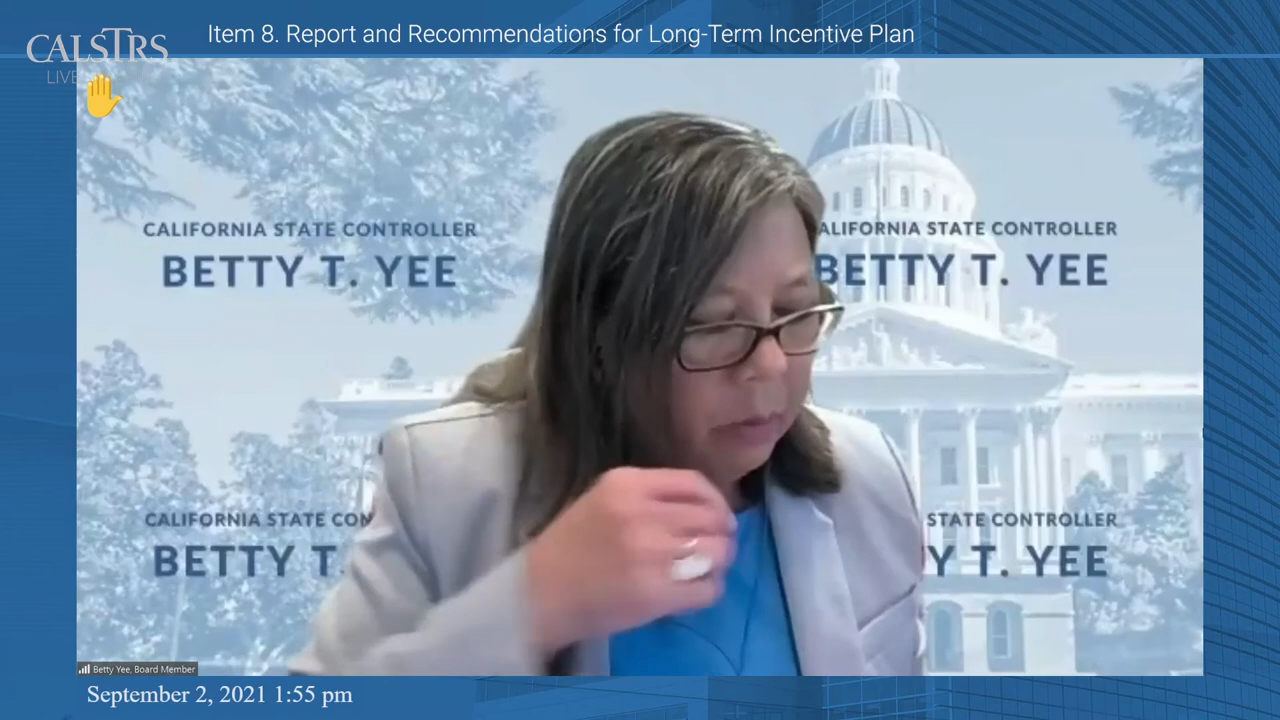 Item 8. Report and Recommendations for Long-Term Incentive Plan
CALSTRS
LIVE
CALIFORNIA STATE CONTROLLER
BETTY T. YEE
ALIFORNIA STATE CONTROLLER
BETTY T. YEE
CALIFORNIA STATE CON
BETTY T.
STATE CONTROLLER
Y T. YEE
Betty Yee, Board Member
September 2, 2021 1:55 pm